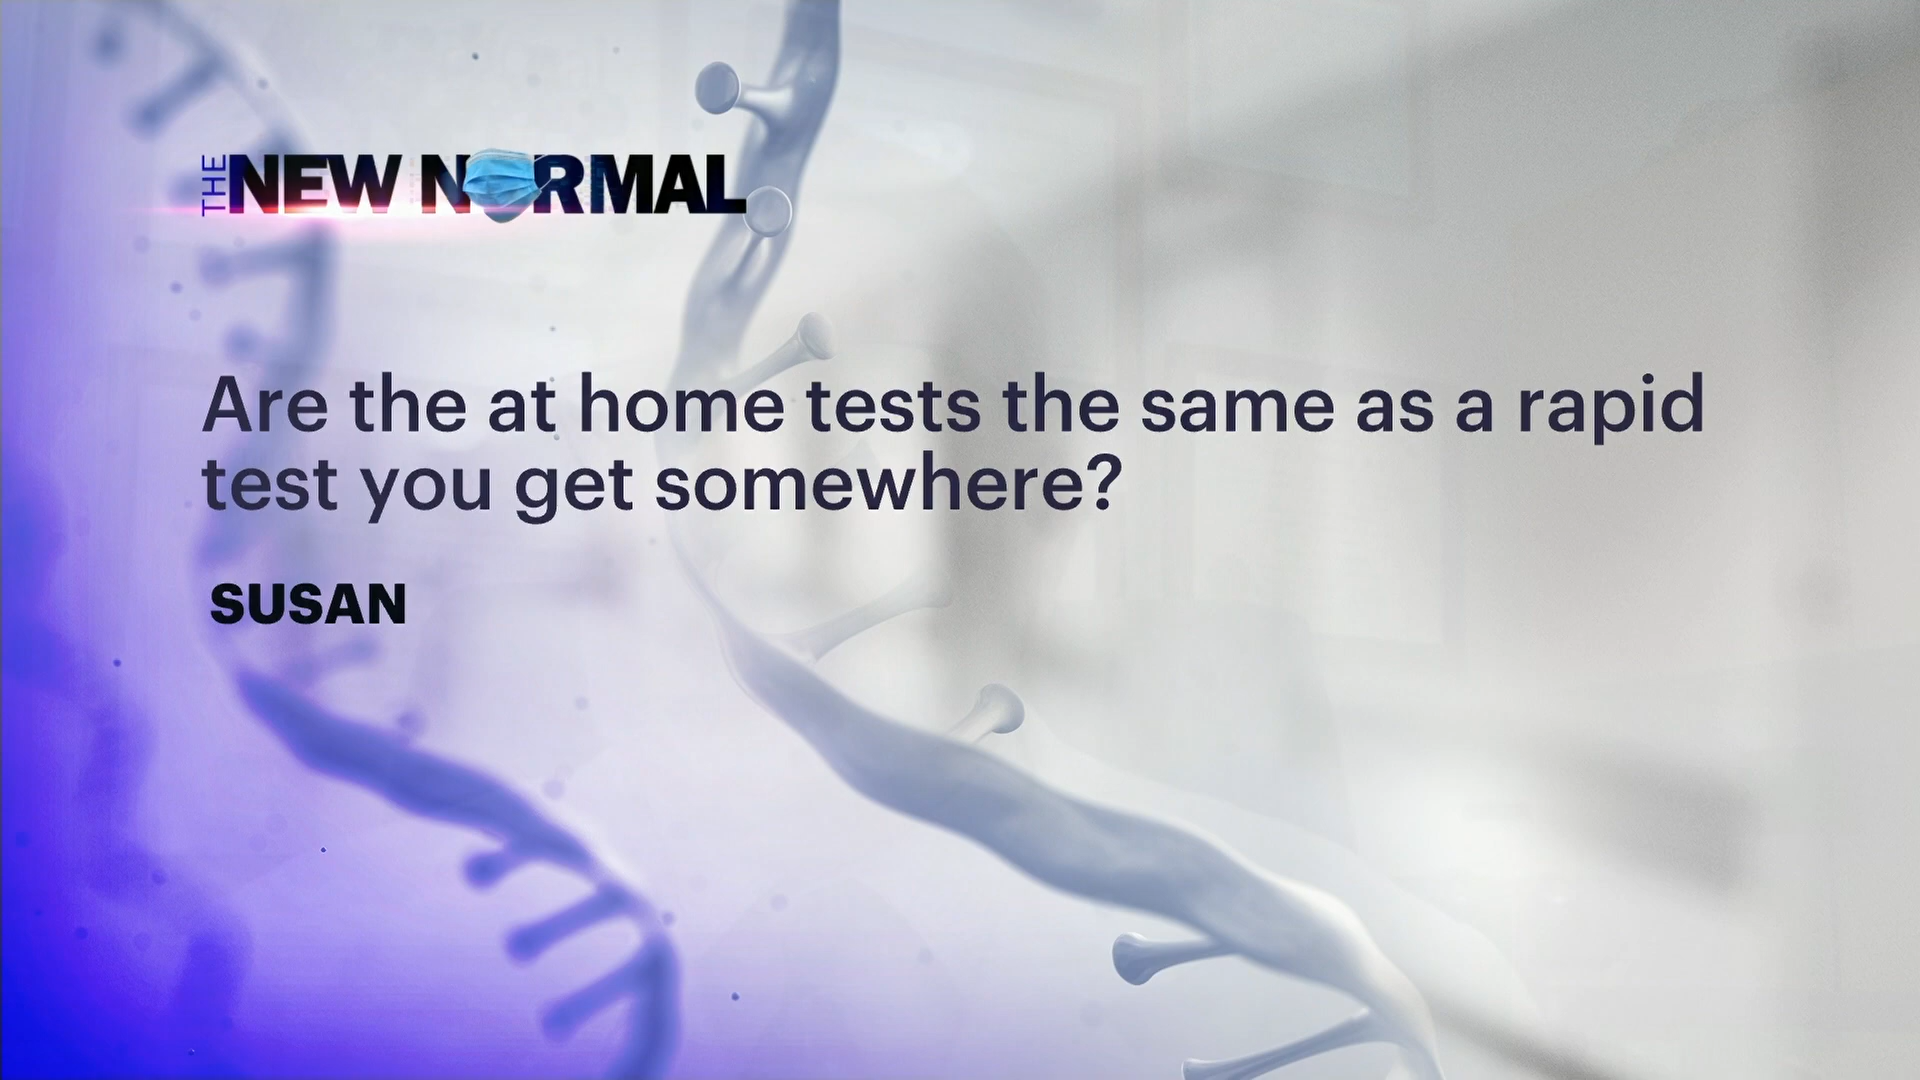 THE NEW NORMAL
Are the at home tests the same as a rapid
test you get somewhere?
SUSAN